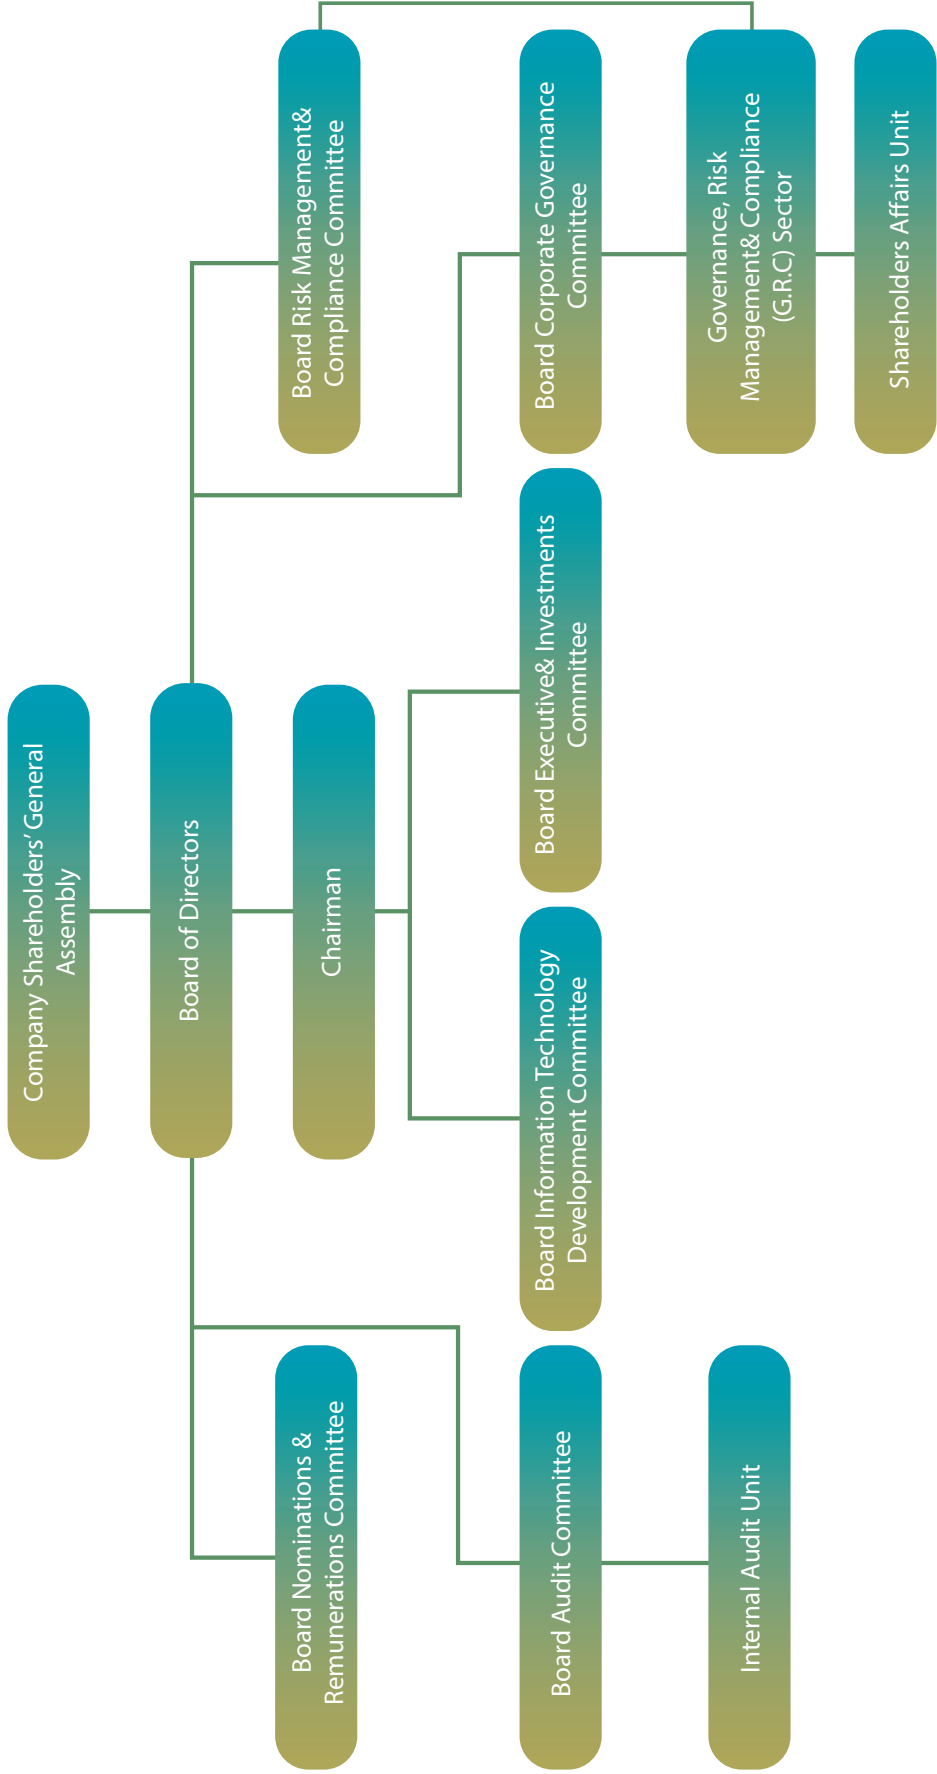 Company Shareholders’ General
Assembly
Board of Directors
Chairman
Board Nominations &
Remunerations Committee
Board Risk Management&
Compliance Committee
Board Audit Committee
Board Information Technology
Development Committee
Board Executive& Investments
Committee
Board Corporate Governance
Committee
Internal Audit Unit
Governance, Risk
Management& Compliance
(G.R.C) Sector
Shareholders Affairs Unit